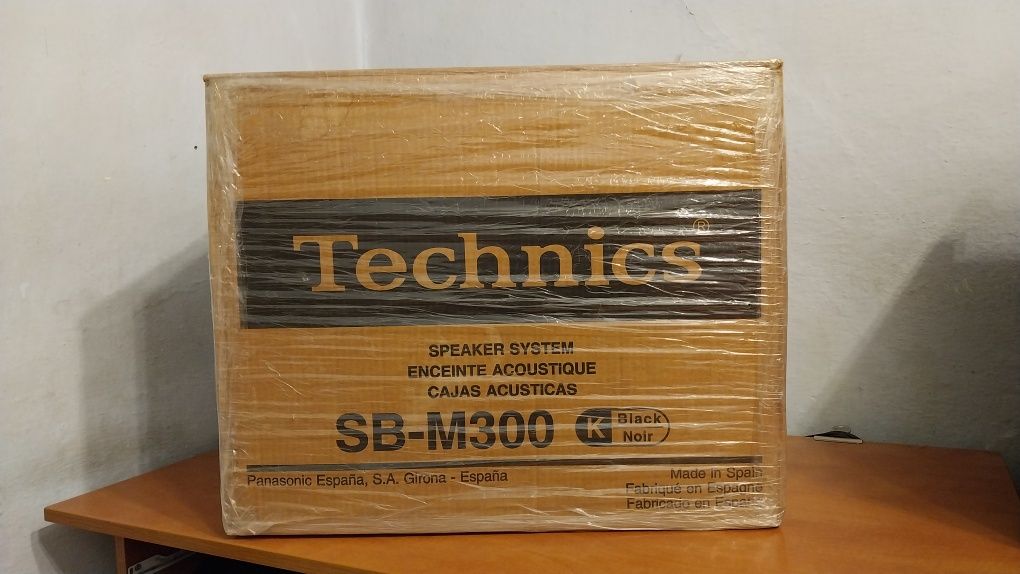 Technics®
SPEAKER SYSTEM
ENCEINTE ACOUSTIQUE
CAJAS ACUSTICAS
SB-M300 K Black
Noir
Panasonic España, S.A. Girona - España
Made in Spain
Fabriqué en Espagne
Fabricado en España